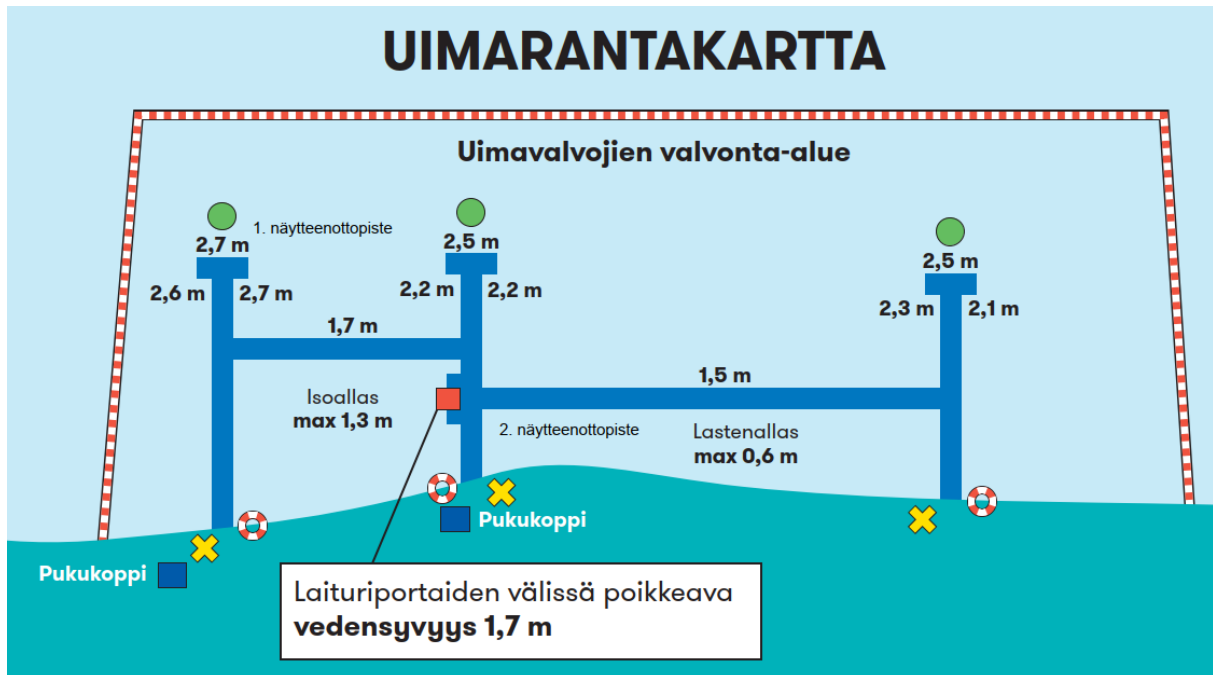 UIMARANTAKARTTA
Uimavalvojien valvonta-alue
1. näytteenottopiste
2,7 m
2,6 m
2,7 m
2,5 m
2,2 m
2,2 m
2,5 m
2,3 m
2,1 m
1,7 m
1,5 m
Isoallas
max 1,3 m
2. näytteenottopiste
Lastenallas
max 0,6 m
Pukukoppi
Pukukoppi
Laituriportaiden välissä poikkeava
vedensyvyys 1,7 m